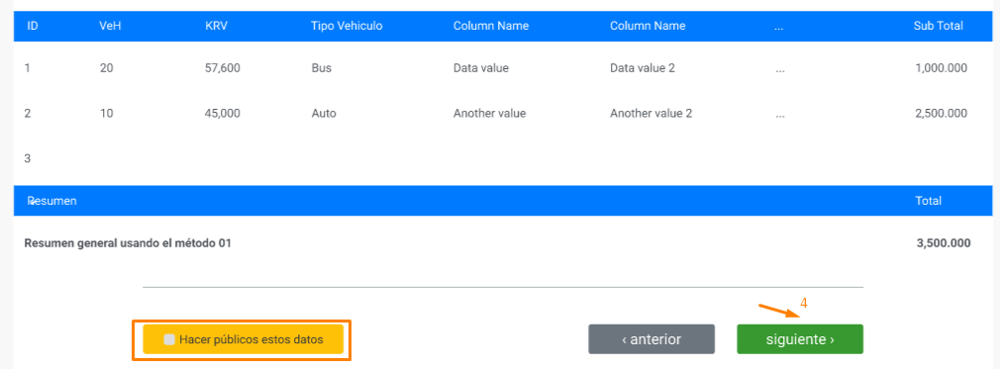 ID VeH KRV Tipo Vehiculo Column Name Column Name ... Sub Total
1 20 57,600 Bus Data value Data value 2 ... 1,000.000
2 10 45,000 Auto Another value Another value 2 ... 2,500.000
3
Resumen Total
Resumen general usando el método 01 3,500.000
4
Hacer públicos estos datos ‹ anterior siguiente ›